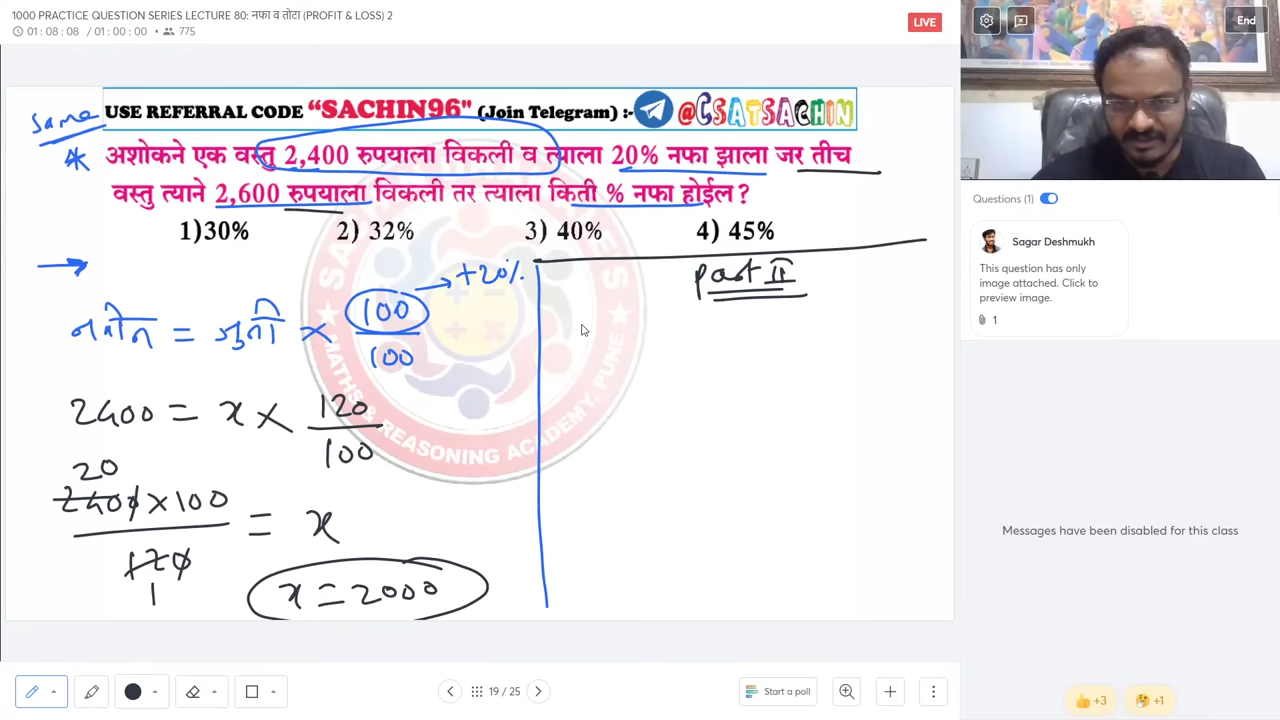 1000 PRACTICE QUESTION SERIES LECTURE 80: नफा व तोटा (PROFIT & LOSS) 2
01 : 08 : 08 / 01 : 00 : 00 • 775
LIVE
End
Same
USE REFERRAL CODE “SACHIN96” (Join Telegram) :- @CSATSACHIN
* अशोकने एक वस्तु 2,400 रुपयाला विकली व त्याला 20% नफा झाला जर तीच
वस्तु त्याने 2,600 रुपयाला विकली तर त्याला किती % नफा होईल ?
1)30% 2) 32% 3) 40% 4) 45%
Part II
→ +20%
नवीन = जुनी × 100/100
2400 = x × 120/100
20
2400 × 100 / 120 = x
1
x = 2000
MATHS & REASONING ACADEMY, PUNE
Questions (1)
Sagar Deshmukh
This question has only
image attached. Click to
preview image.
1
Messages have been disabled for this class
19 / 25
Start a poll
+3
+1